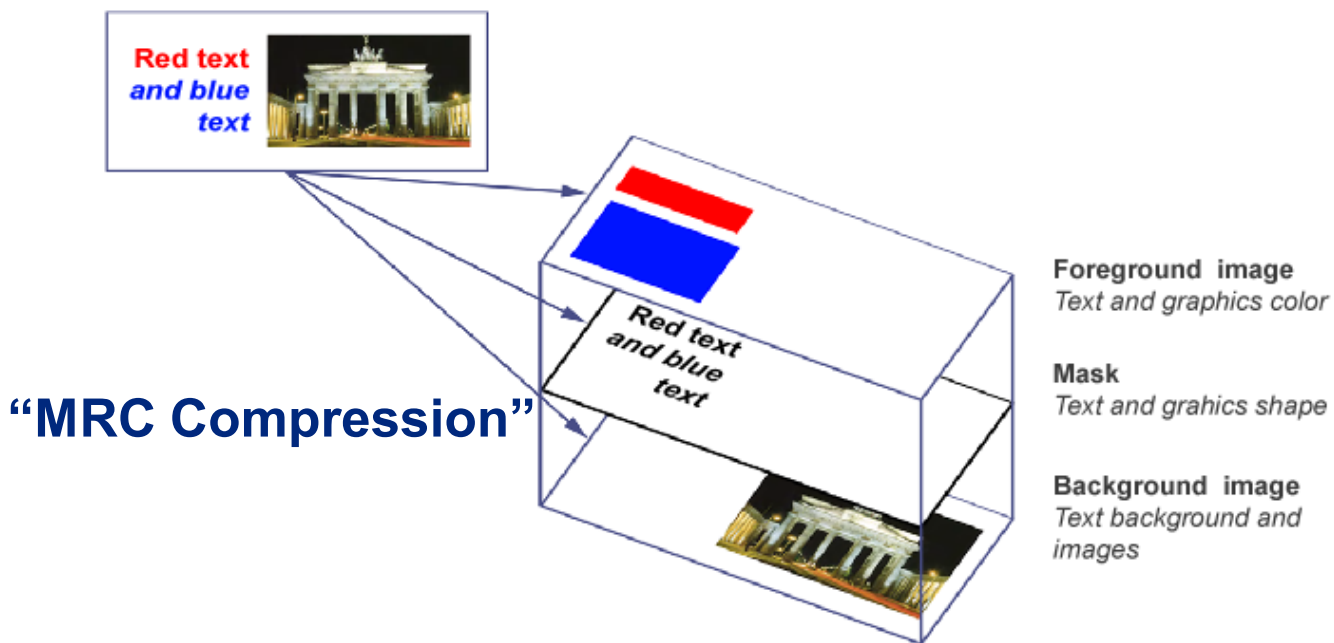 Red text
and blue
text
Red text
and blue
text
“MRC Compression”
Foreground image
Text and graphics color
Mask
Text and grahics shape
Background image
Text background and
images